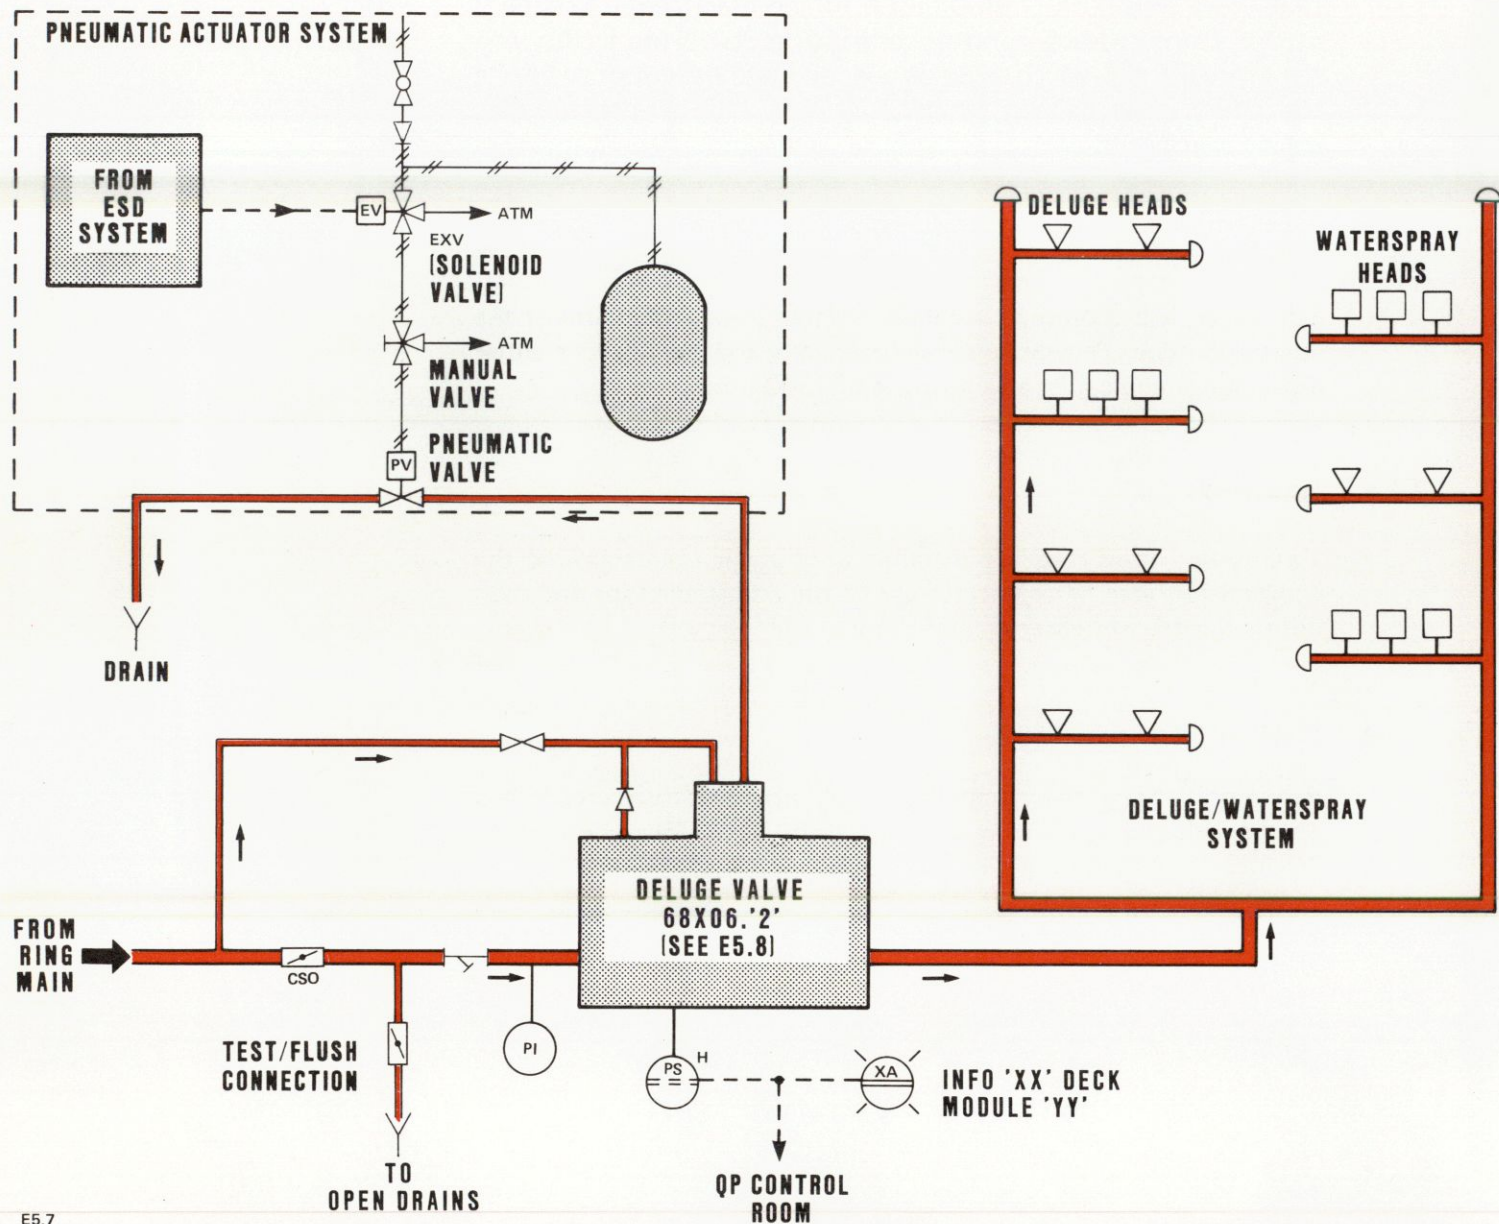 PNEUMATIC ACTUATOR SYSTEM
FROM
ESD
SYSTEM
EV
ATM
EXV
(SOLENOID
VALVE)
ATM
MANUAL
VALVE
PNEUMATIC
VALVE
PV
DRAIN
DELUGE HEADS
WATERSPRAY
HEADS
DELUGE/WATERSPRAY
SYSTEM
DELUGE VALVE
68X06.'2'
(SEE E5.8)
FROM
RING
MAIN
CSO
TEST/FLUSH
CONNECTION
PI
PS
H
XA
INFO 'XX' DECK
MODULE 'YY'
TO
OPEN DRAINS
QP CONTROL
ROOM
E5.7